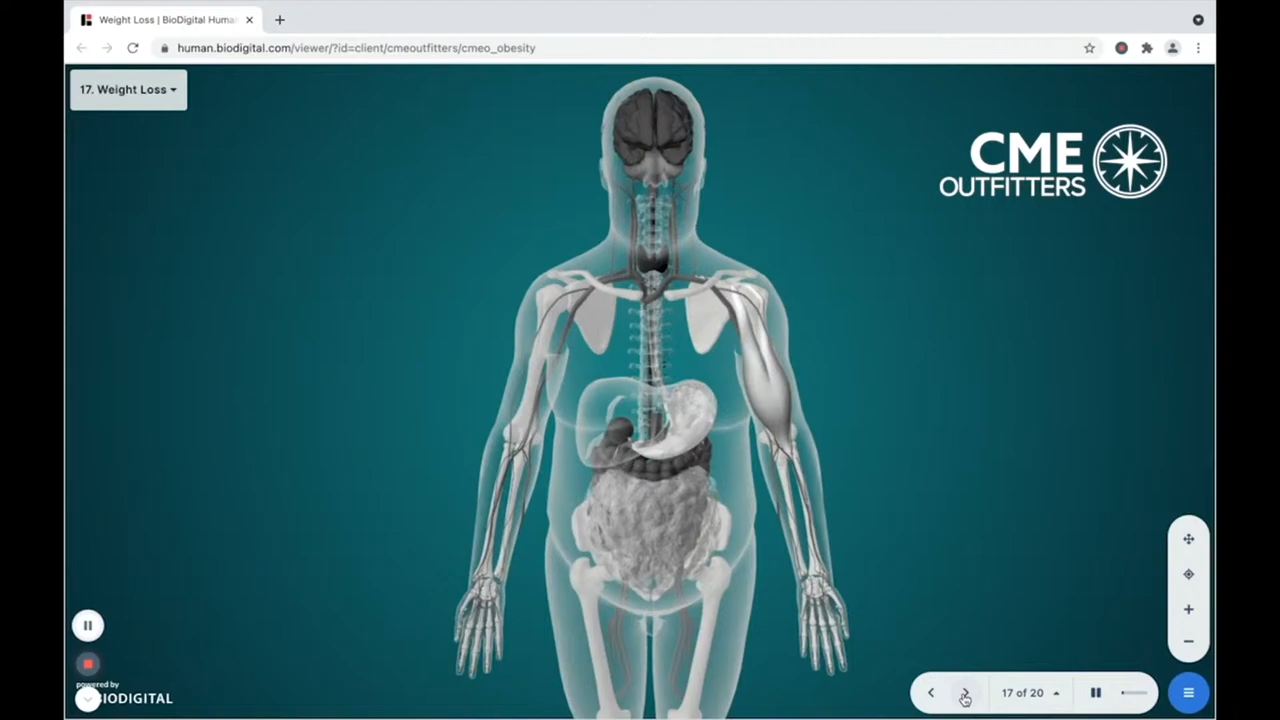 Weight Loss | BioDigital Huma
human.biodigital.com/viewer/?id=client/cmeoutfitters/cmeo_obesity
17. Weight Loss
CME
OUTFITTERS
powered by
BIODIGITAL
17 of 20